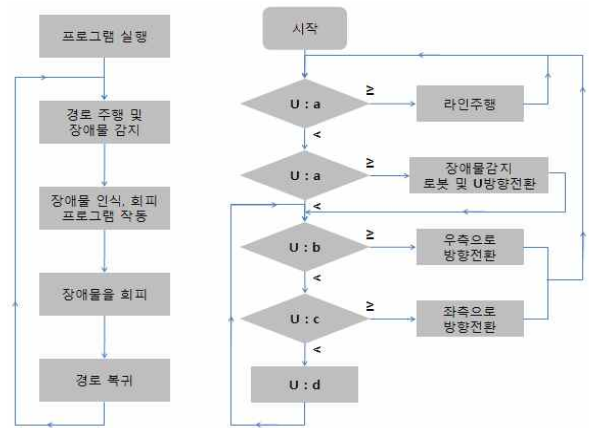 프로그램 실행
경로 주행 및
장애물 감지
장애물 인식, 회피
프로그램 작동
장애물을 회피
경로 복귀
시작
U : a
≥
라인주행
<
U : a
≥
장애물감지
로봇 및 U방향전환
<
U : b
≥
우측으로
방향전환
<
U : c
≥
좌측으로
방향전환
<
U : d